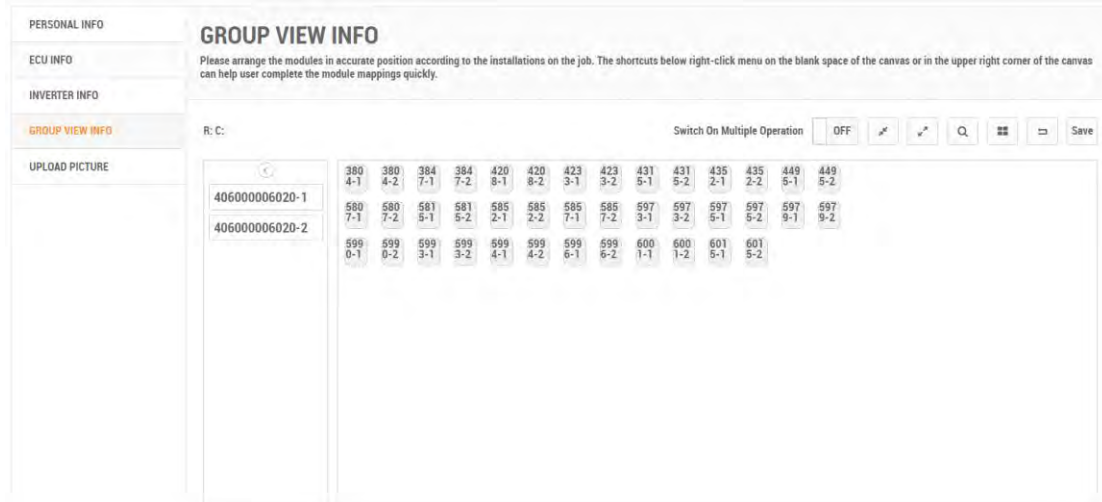 PERSONAL INFO
ECU INFO
INVERTER INFO
GROUP VIEW INFO
UPLOAD PICTURE
GROUP VIEW INFO
Please arrange the modules in accurate position according to the installations on the job. The shortcuts below right-click menu on the blank space of the canvas or in the upper right corner of the canvas
can help user complete the module mappings quickly.
R: C:
Switch On Multiple Operation OFF Save
406000006020-1
406000006020-2
380 380 384 384 420 420 423 423 431 431 435 435 449 449
4-1 4-2 7-1 7-2 8-1 8-2 3-1 3-2 5-1 5-2 2-1 2-2 5-1 5-2
580 580 581 581 585 585 585 585 597 597 597 597 597 597
7-1 7-2 5-1 5-2 2-1 2-2 7-1 7-2 3-1 3-2 5-1 5-2 9-1 9-2
599 599 599 599 599 599 599 599 600 600 601 601
0-1 0-2 3-1 3-2 4-1 4-2 6-1 6-2 1-1 1-2 5-1 5-2